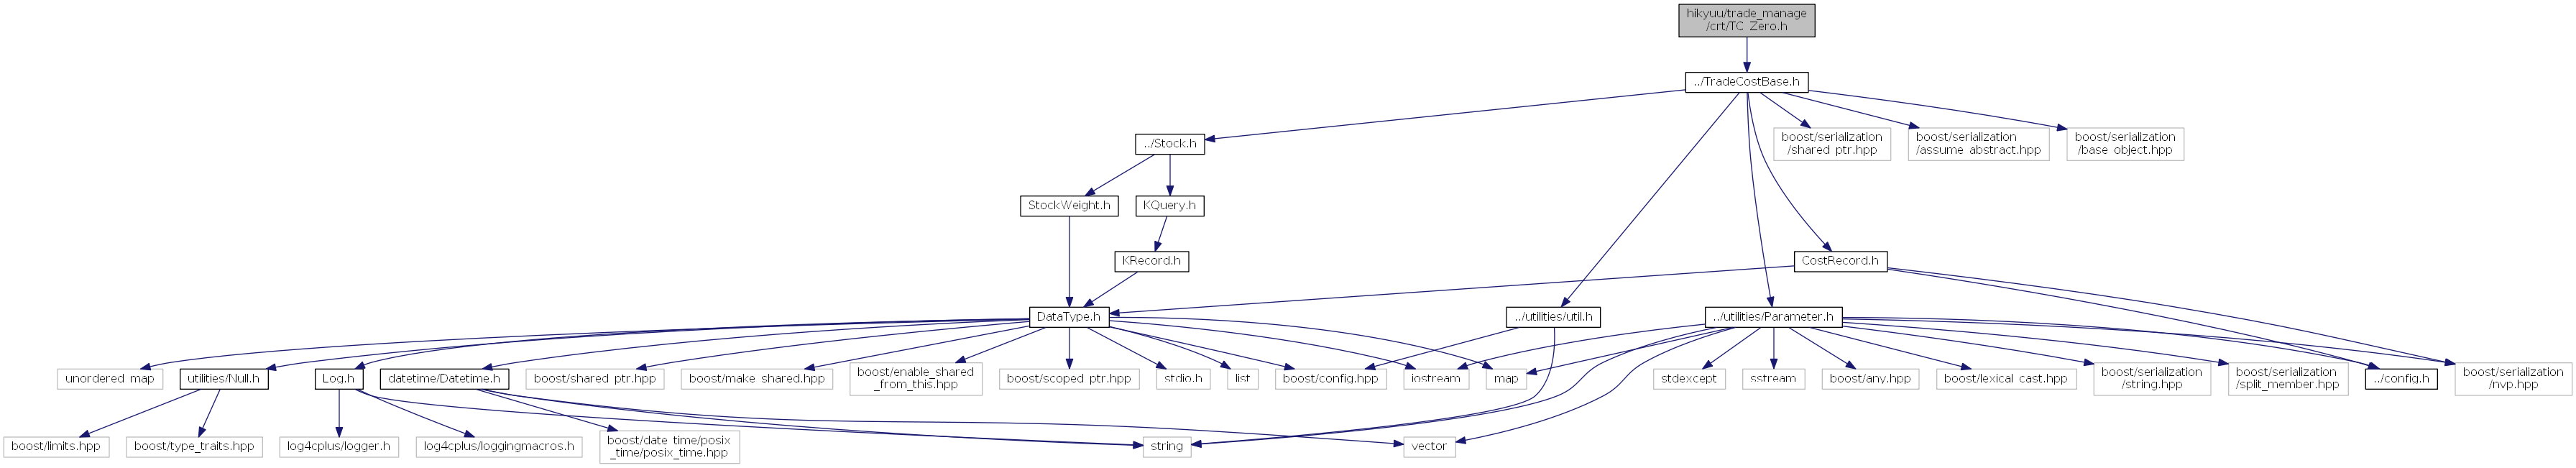 hikyuu/trade_manage
/crt/TC_Zero.h
../TradeCostBase.h
../Stock.h
boost/serialization
/shared_ptr.hpp
boost/serialization
/assume_abstract.hpp
boost/serialization
/base_object.hpp
StockWeight.h
KQuery.h
KRecord.h
CostRecord.h
DataType.h
../utilities/util.h
../utilities/Parameter.h
unordered_map
utilities/Null.h
Log.h
datetime/Datetime.h
boost/shared_ptr.hpp
boost/make_shared.hpp
boost/enable_shared
_from_this.hpp
boost/scoped_ptr.hpp
stdio.h
list
boost/config.hpp
iostream
map
stdexcept
sstream
boost/any.hpp
boost/lexical_cast.hpp
boost/serialization
/string.hpp
boost/serialization
/split_member.hpp
../config.h
boost/serialization
/nvp.hpp
boost/limits.hpp
boost/type_traits.hpp
log4cplus/logger.h
log4cplus/loggingmacros.h
boost/date_time/posix
_time/posix_time.hpp
string
vector